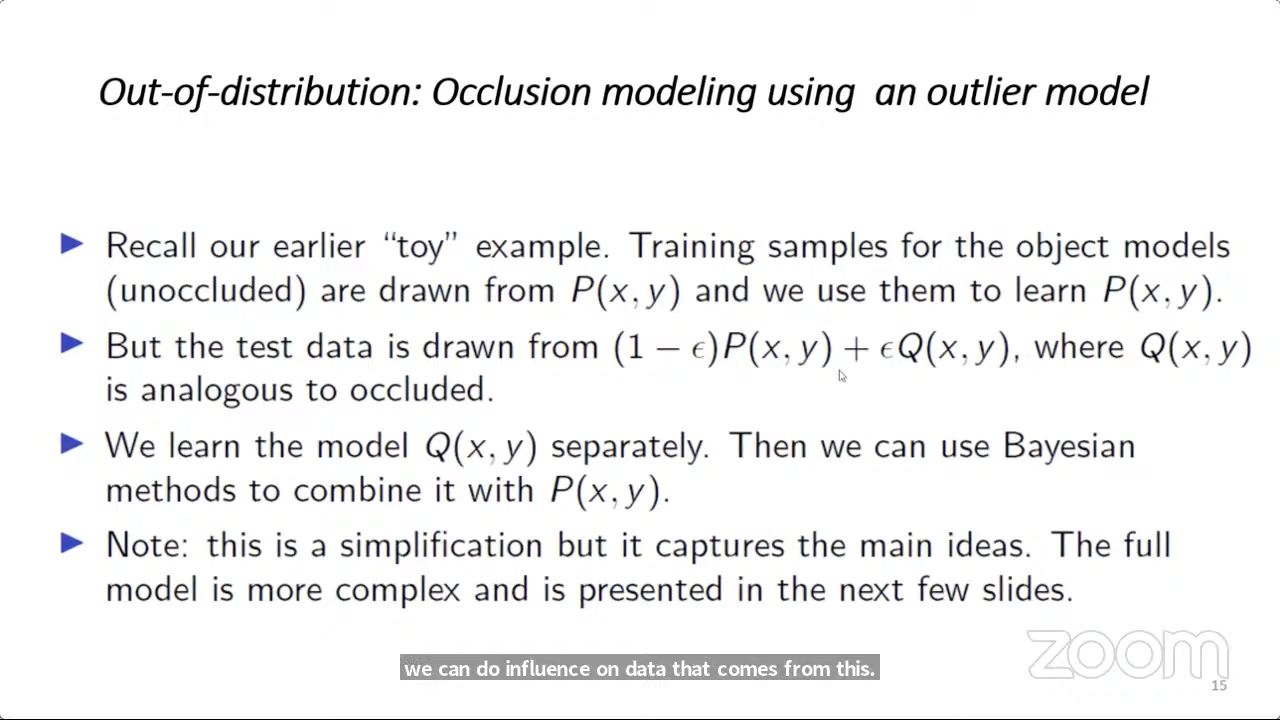 Out-of-distribution: Occlusion modeling using an outlier model
Recall our earlier “toy” example. Training samples for the object models
(unoccluded) are drawn from P(x, y) and we use them to learn P(x, y).
But the test data is drawn from (1 − ϵ)P(x, y) + ϵQ(x, y), where Q(x, y)
is analogous to occluded.
We learn the model Q(x, y) separately. Then we can use Bayesian
methods to combine it with P(x, y).
Note: this is a simplification but it captures the main ideas. The full
model is more complex and is presented in the next few slides.
zoom
we can do influence on data that comes from this.
15